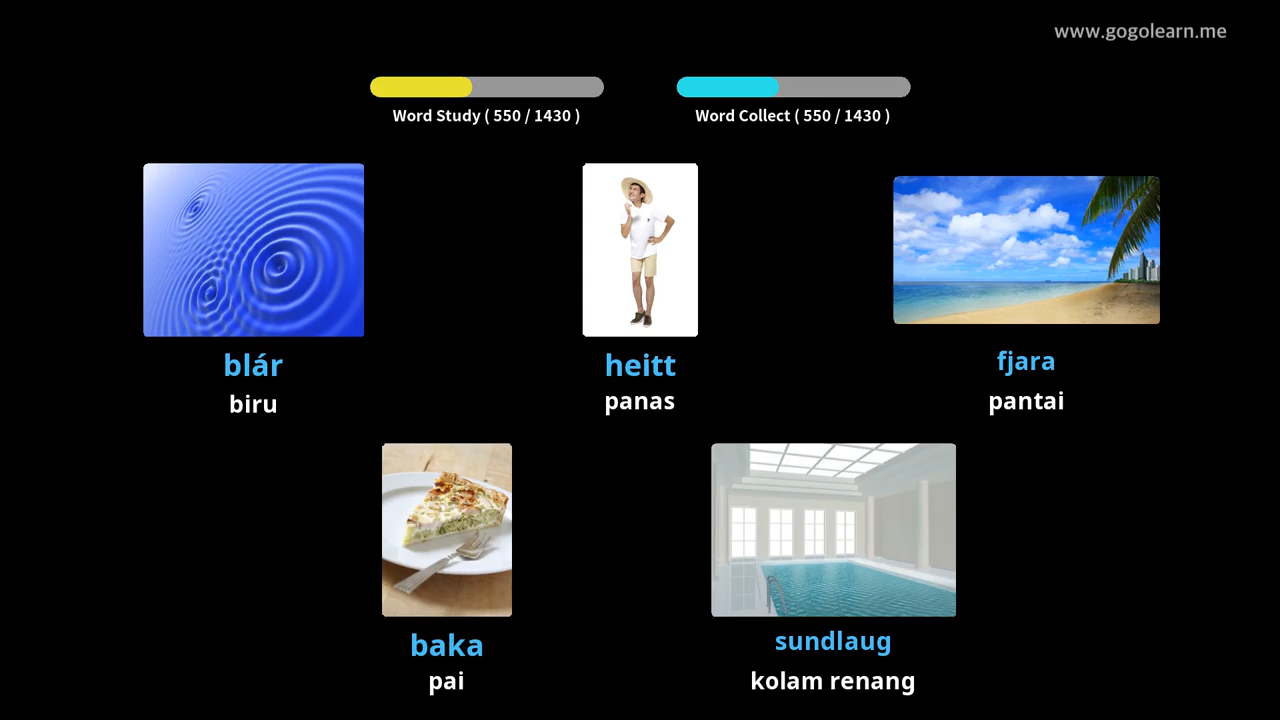 www.gogolearn.me
Word Study ( 550 / 1430 )
Word Collect ( 550 / 1430 )
blár
biru
heitt
panas
fjara
pantai
baka
pai
sundlaug
kolam renang